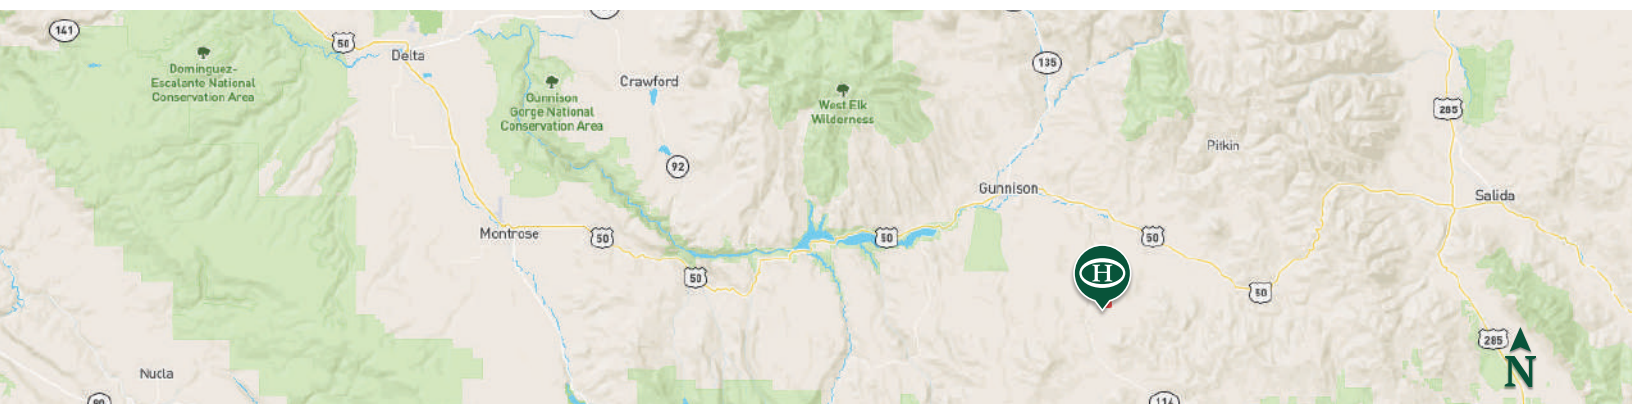 141
50
Delta
Dominguez-
Escalante National
Conservation Area
Gunnison
Gorge National
Conservation Area
Crawford
92
West Elk
Wilderness
135
285
Pitkin
Gunnison
Salida
Montrose
50
50
50
50
50
H
285
N
Nucla
114